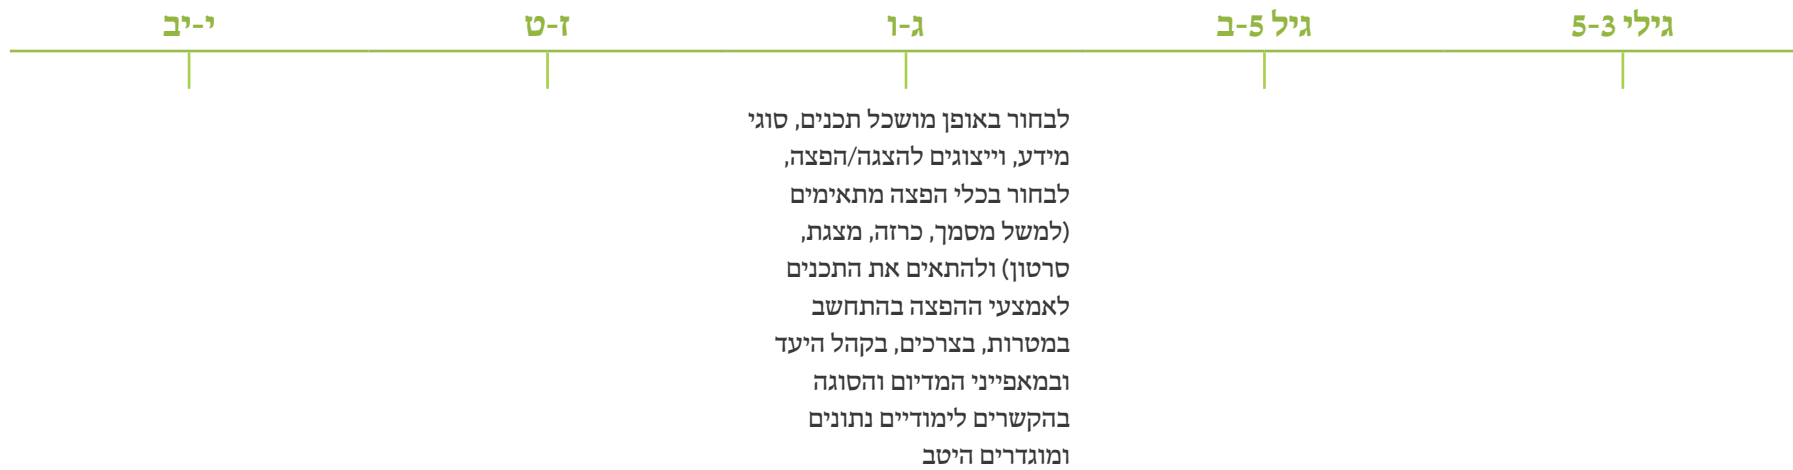 גילי 5-3
גיל 5-ב
ג-ו
ז-ט
י-יב
לבחור באופן מושכל תכנים, סוגי
מידע, וייצוגים להצגה/הפצה,
לבחור בכלי הפצה מתאימים
(למשל מסמך, כרזה, מצגת,
סרטון) ולהתאים את התכנים
לאמצעי ההפצה בהתחשב
במטרות, בצרכים, בקהל היעד
ובמאפייני המדיום והסוגה
בהקשרים לימודיים נתונים
ומוגדרים היטב